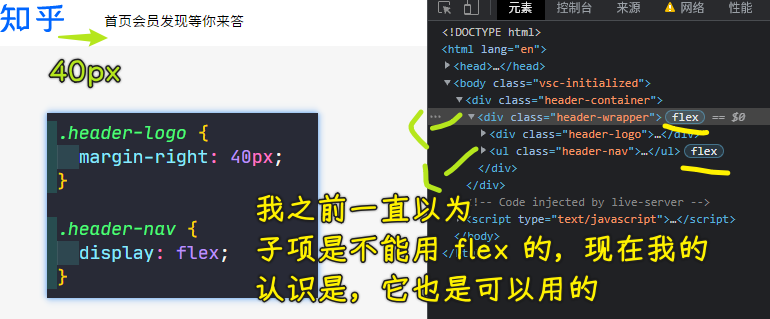 知乎
首页会员发现等你来答
40px
.header-logo {
margin-right: 40px;
}
.header-nav {
display: flex;
}
我之前一直以为
子项是不能用 flex 的，现在我的
认识是，它也是可以用的
元素 控制台 来源 网络 性能
<!DOCTYPE html>
<html lang="en">
<head>…</head>
<body class="vsc-initialized">
<div class="header-container">
… <div class="header-wrapper"> flex == $0
<div class="header-logo">…</div>
<ul class="header-nav">…</ul> flex
</div>
</div>
<!-- Code injected by live-server -->
<script type="text/javascript">…</script>
</body>
</html>